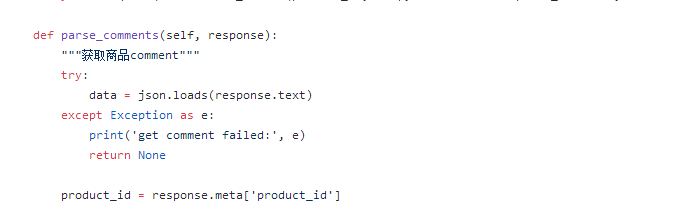 def parse_comments(self, response):
"""获取商品comment"""
try:
data = json.loads(response.text)
except Exception as e:
print('get comment failed:', e)
return None
product_id = response.meta['product_id']